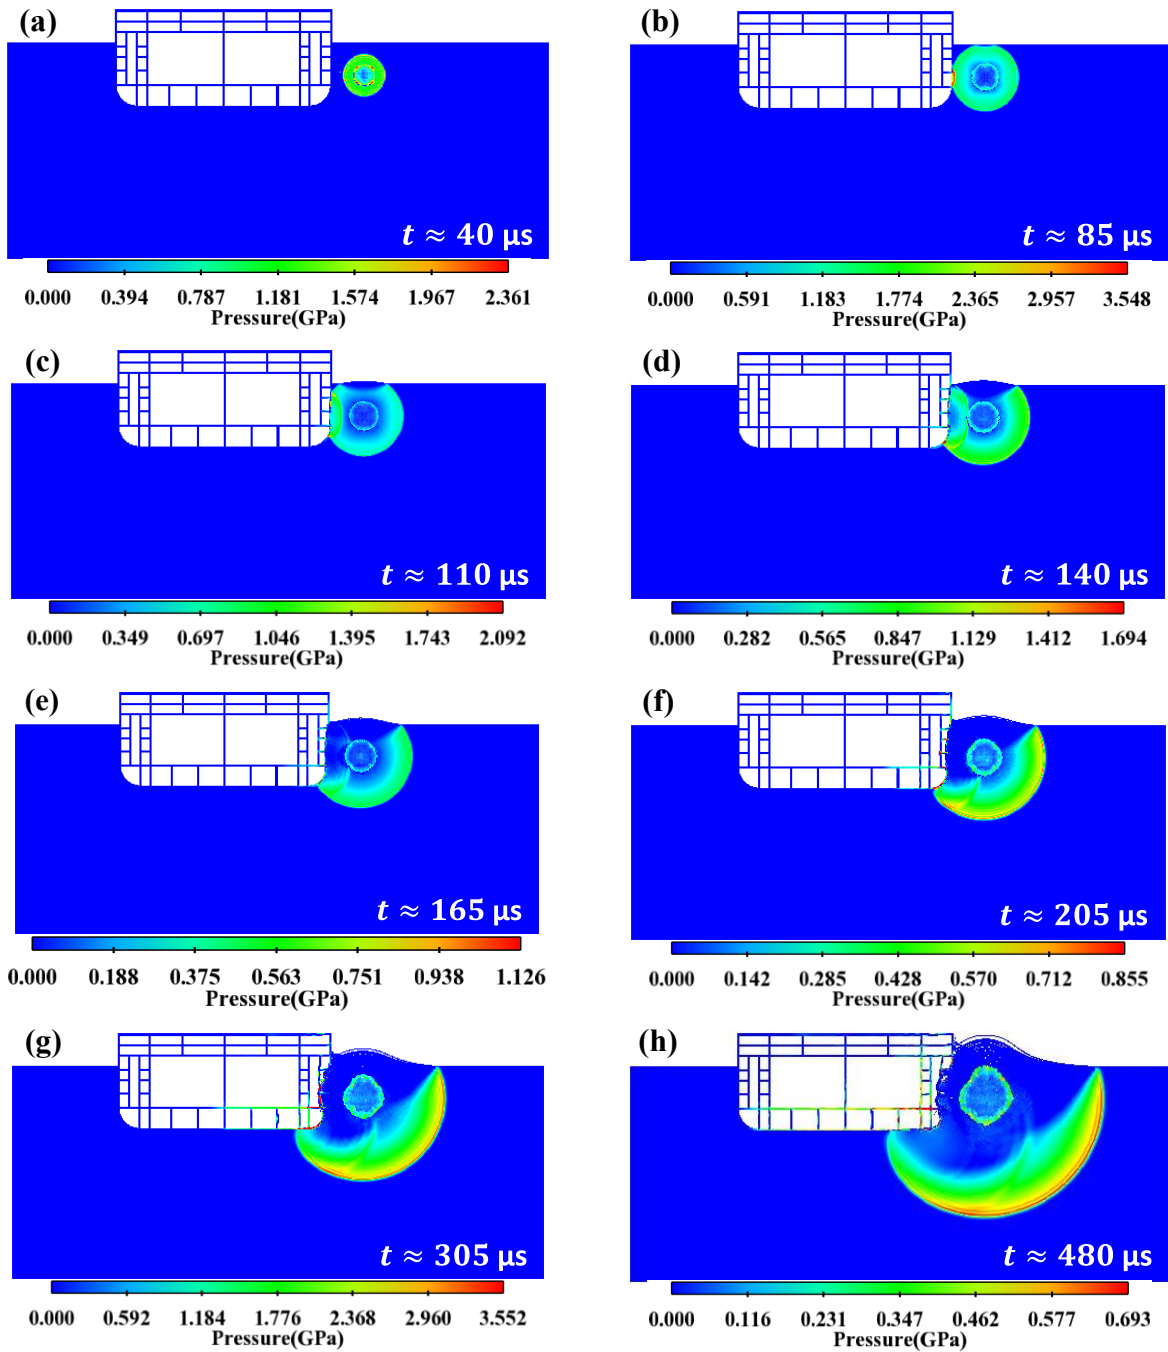 (a)
t ≈ 40 μs
0.000 0.394 0.787 1.181 1.574 1.967 2.361
Pressure(GPa)
(b)
t ≈ 85 μs
0.000 0.591 1.183 1.774 2.365 2.957 3.548
Pressure(GPa)
(c)
t ≈ 110 μs
0.000 0.349 0.697 1.046 1.395 1.743 2.092
Pressure(GPa)
(d)
t ≈ 140 μs
0.000 0.282 0.565 0.847 1.129 1.412 1.694
Pressure(GPa)
(e)
t ≈ 165 μs
0.000 0.188 0.375 0.563 0.751 0.938 1.126
Pressure(GPa)
(f)
t ≈ 205 μs
0.000 0.142 0.285 0.428 0.570 0.712 0.855
Pressure(GPa)
(g)
t ≈ 305 μs
0.000 0.592 1.184 1.776 2.368 2.960 3.552
Pressure(GPa)
(h)
t ≈ 480 μs
0.000 0.116 0.231 0.347 0.462 0.577 0.693
Pressure(GPa)